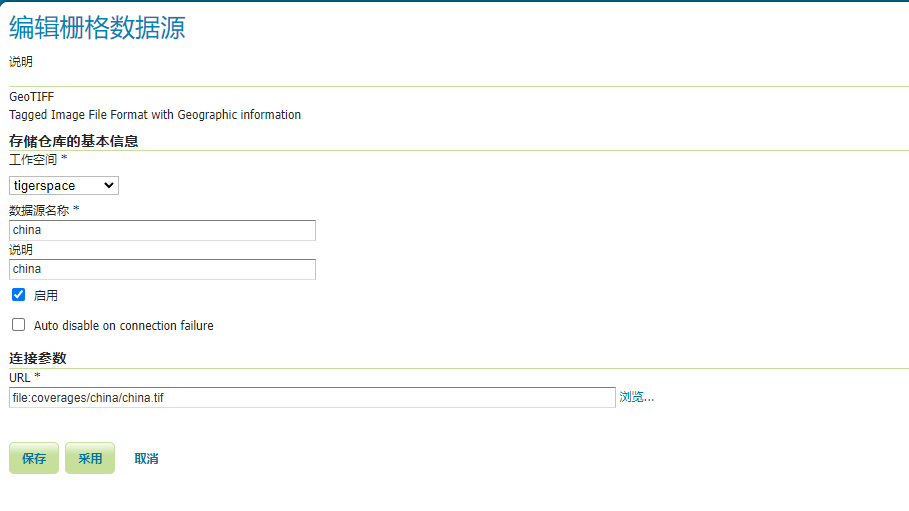 编辑栅格数据源
说明
GeoTIFF
Tagged Image File Format with Geographic information
存储仓库的基本信息
工作空间 *
tigerspace
数据源名称 *
china
说明
china
启用
Auto disable on connection failure
连接参数
URL *
file:coverages/china/china.tif 浏览...
保存 采用 取消